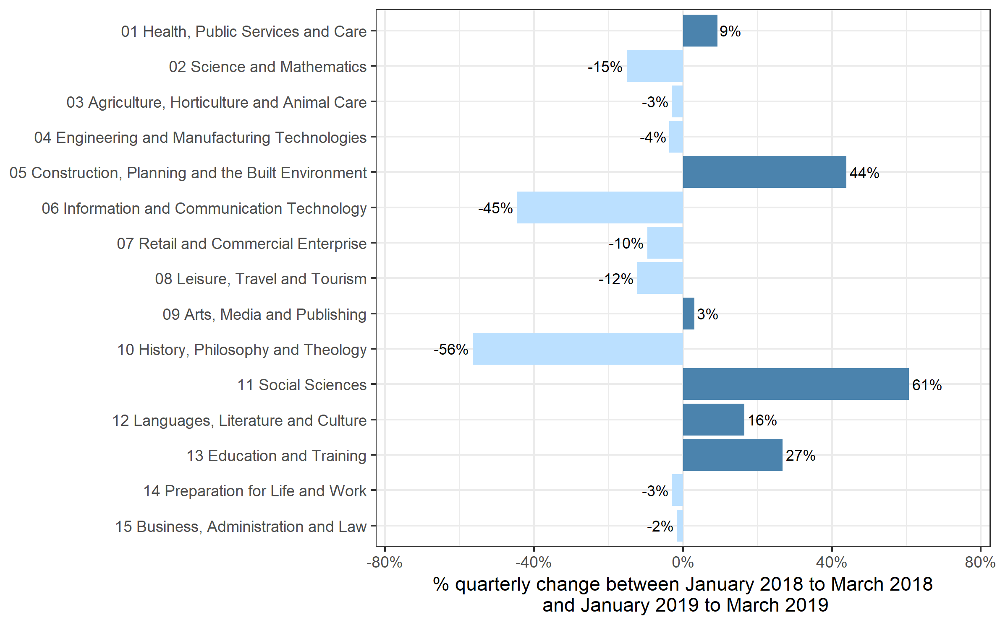 01 Health, Public Services and Care 9%
02 Science and Mathematics -15%
03 Agriculture, Horticulture and Animal Care -3%
04 Engineering and Manufacturing Technologies -4%
05 Construction, Planning and the Built Environment 44%
06 Information and Communication Technology -45%
07 Retail and Commercial Enterprise -10%
08 Leisure, Travel and Tourism -12%
09 Arts, Media and Publishing 3%
10 History, Philosophy and Theology -56%
11 Social Sciences 61%
12 Languages, Literature and Culture 16%
13 Education and Training 27%
14 Preparation for Life and Work -3%
15 Business, Administration and Law -2%
-80% -40% 0% 40% 80%
% quarterly change between January 2018 to March 2018
and January 2019 to March 2019